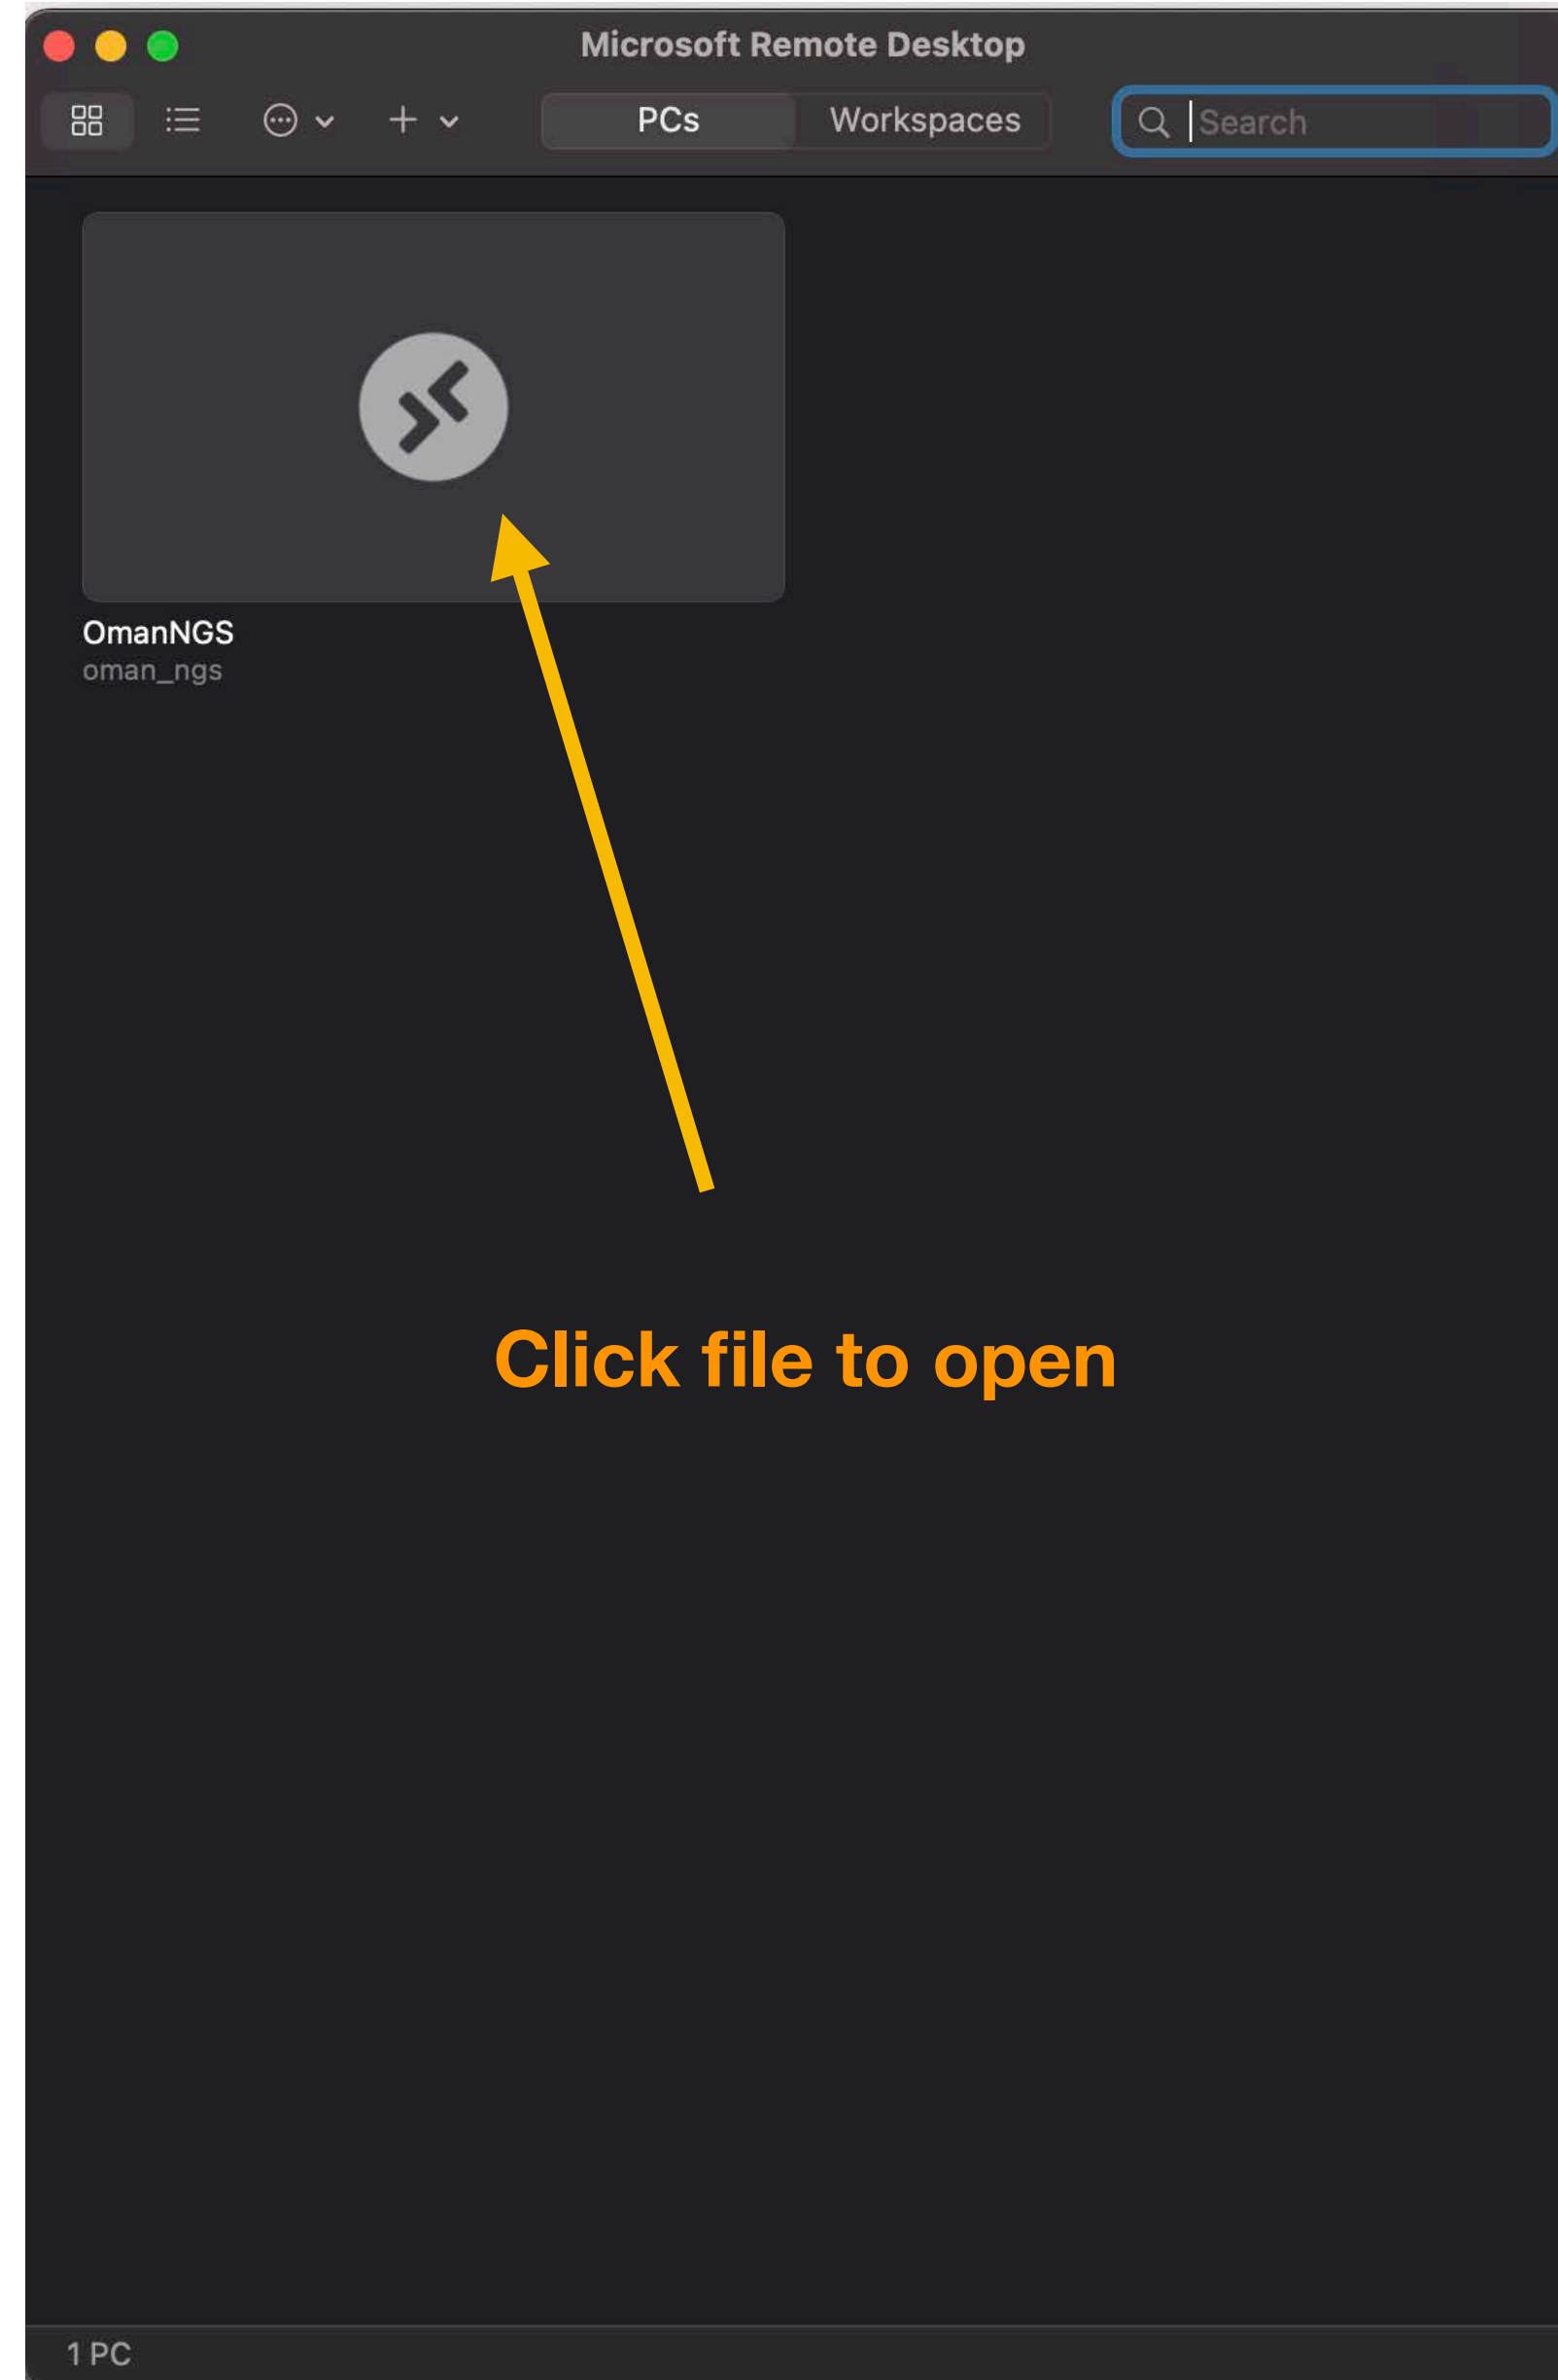 Microsoft Remote Desktop
PCs Workspaces Search
OmanNGS
oman_ngs
Click file to open
1 PC